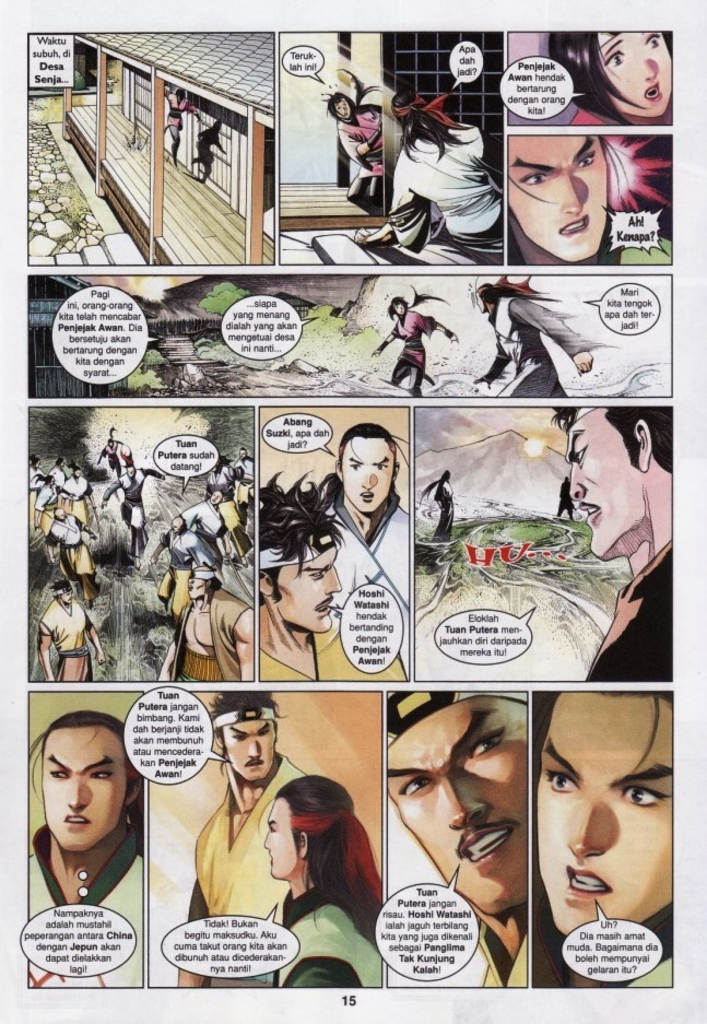 Waktu
subuh, di
Desa
Senja...
Teruk-
lah ini!
Apa
dah
jadi?
Penjejak
Awan hendak
bertarung
dengan orang
kita!
Ah!
Kenapa?
Pagi
ini, orang-orang
kita telah mencabar
Penjejak Awan. Dia
bersetuju akan
bertarung dengan
kita dengan
syarat...
...siapa
yang menang
dialah yang akan
mengetuai desa
ini nanti...
Mari
kita tengok
apa dah ter-
jadi!
Tuan
Putera sudah
datang!
Abang
Suzki, apa dah
jadi?
Hoshi
Watashi
hendak
bertanding
dengan
Penjejak
Awan!
HU...
Eloklah
Tuan Putera men-
jauhkan diri daripada
mereka itu!
Nampaknya
adalah mustahil
peperangan antara China
dengan Jepun akan
dapat dielakkan
lagi!
Tuan
Putera jangan
bimbang. Kami
dah berjanji tidak
akan membunuh
atau mencedera-
kan Penjejak
Awan!
Tidak! Bukan
begitu maksudku. Aku
cuma takut orang kita akan
dibunuh atau dicederakan-
nya nanti!
Tuan
Putera jangan
risau. Hoshi Watashi
ialah jaguh terbilang
kita yang juga dikenali
sebagai Panglima
Tak Kunjung
Kalah!
Uh?
Dia masih amat
muda. Bagaimana dia
boleh mempunyai
gelaran itu?
15